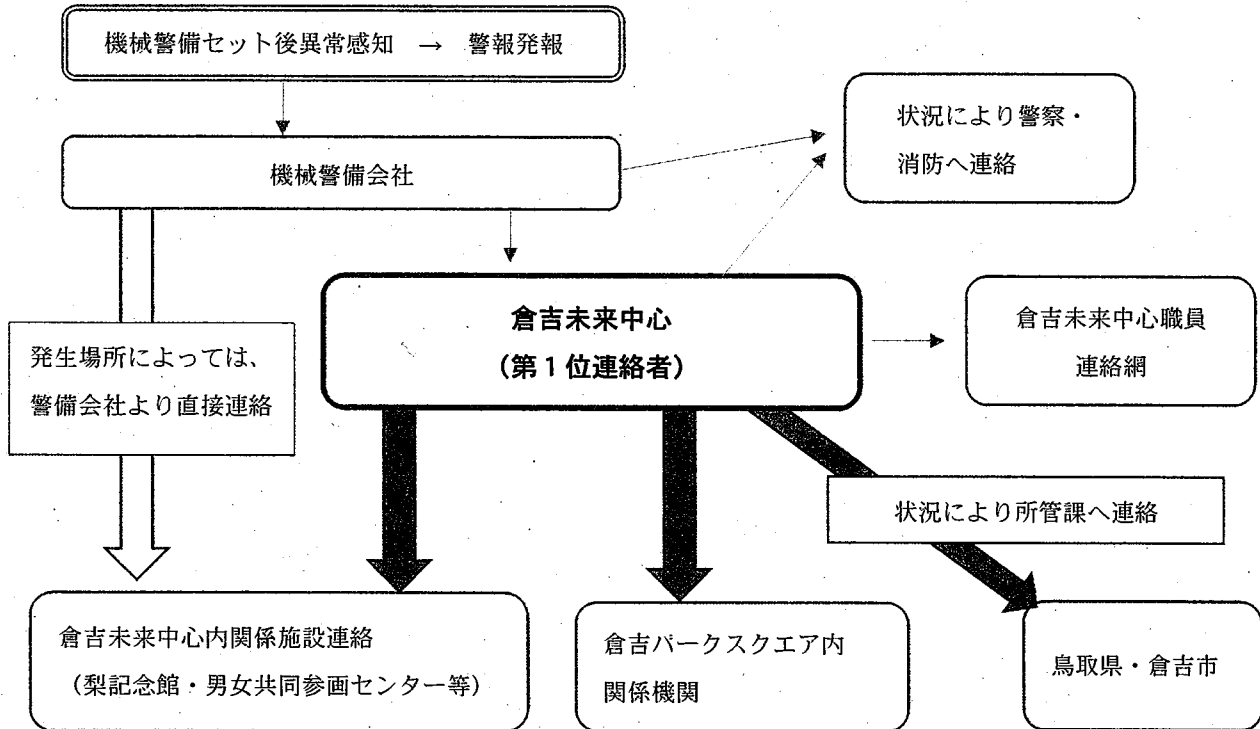 機械警備セット後異常感知 → 警報発報
状況により警察・
消防へ連絡
機械警備会社
倉吉未来中心
(第1位連絡者)
倉吉未来中心職員
連絡網
発生場所によっては、
警備会社より直接連絡
状況により所管課へ連絡
倉吉未来中心内関係施設連絡
(梨記念館・男女共同参画センター等)
倉吉パークスクエア内
関係機関
鳥取県・倉吉市